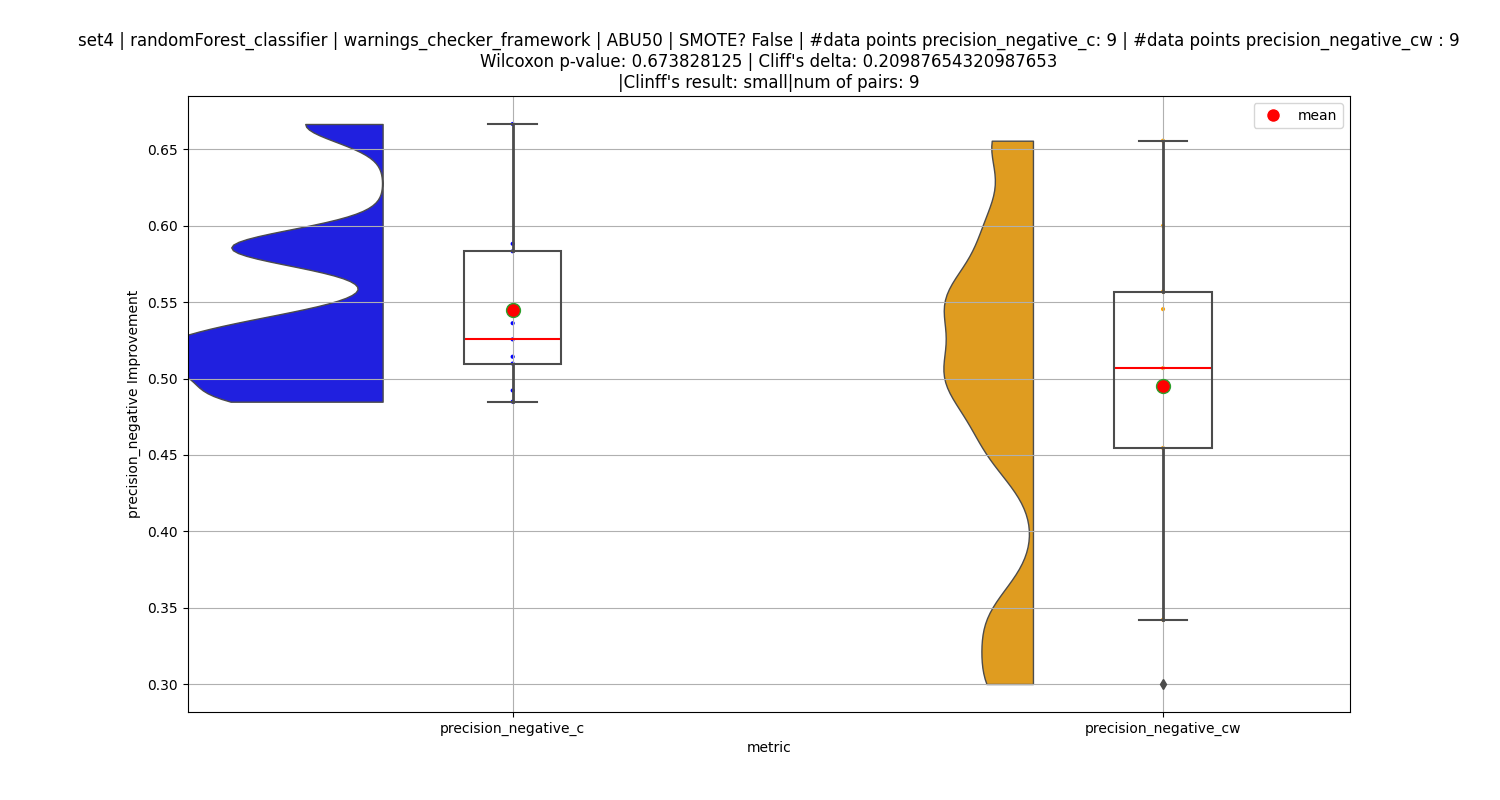 set4 | randomForest_classifier | warnings_checker_framework | ABU50 | SMOTE? False | #data points precision_negative_c: 9 | #data points precision_negative_cw : 9
Wilcoxon p-value: 0.673828125 | Cliff's delta: 0.20987654320987653
|Clinff's result: small|num of pairs: 9
mean
0.65
0.60
0.55
0.50
0.45
0.40
0.35
0.30
precision_negative Improvement
precision_negative_c
precision_negative_cw
metric